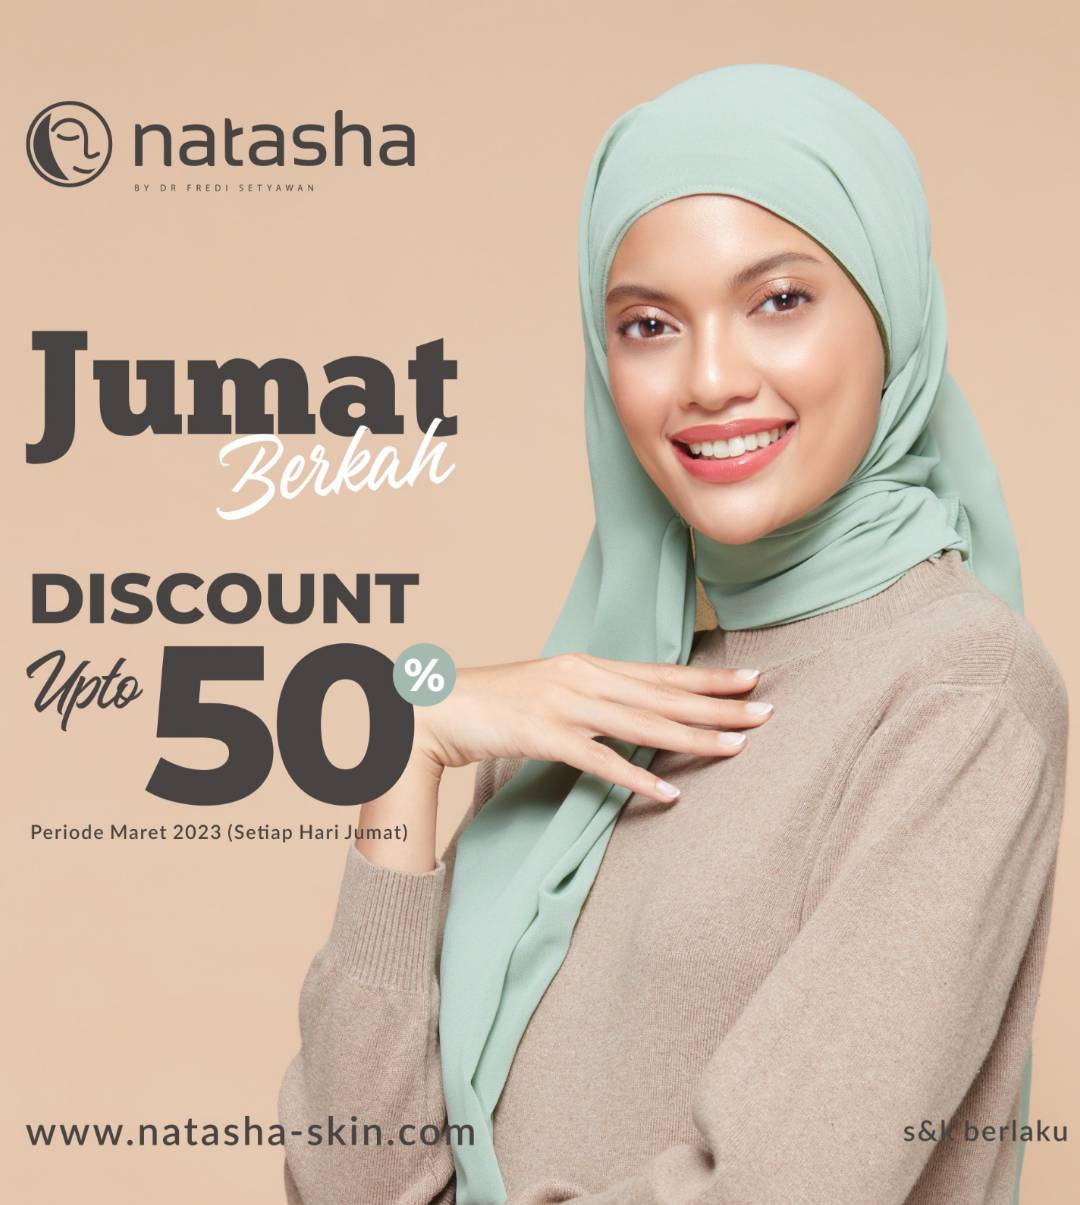 natasha
BY DR FREDI SETYAWAN
Jumat
Berkah
DISCOUNT
Upto 50%
Periode Maret 2023 (Setiap Hari Jumat)
www.natasha-skin.com
s&k berlaku